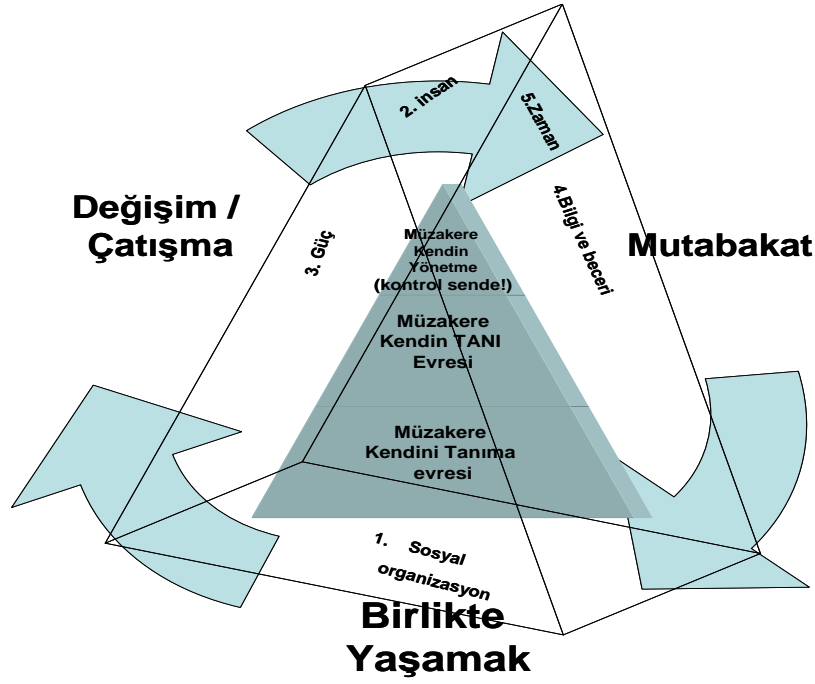 2. insan
5.Zaman
Değişim /
Çatışma
3. Güç
4.Bilgi ve beceri
Mutabakat
Müzakere
Kendin
Yönetme
(kontrol sende!)
Müzakere
Kendin TANI
Evresi
Müzakere
Kendini Tanıma
evresi
1. Sosyal
organizasyon
Birlikte
Yaşamak